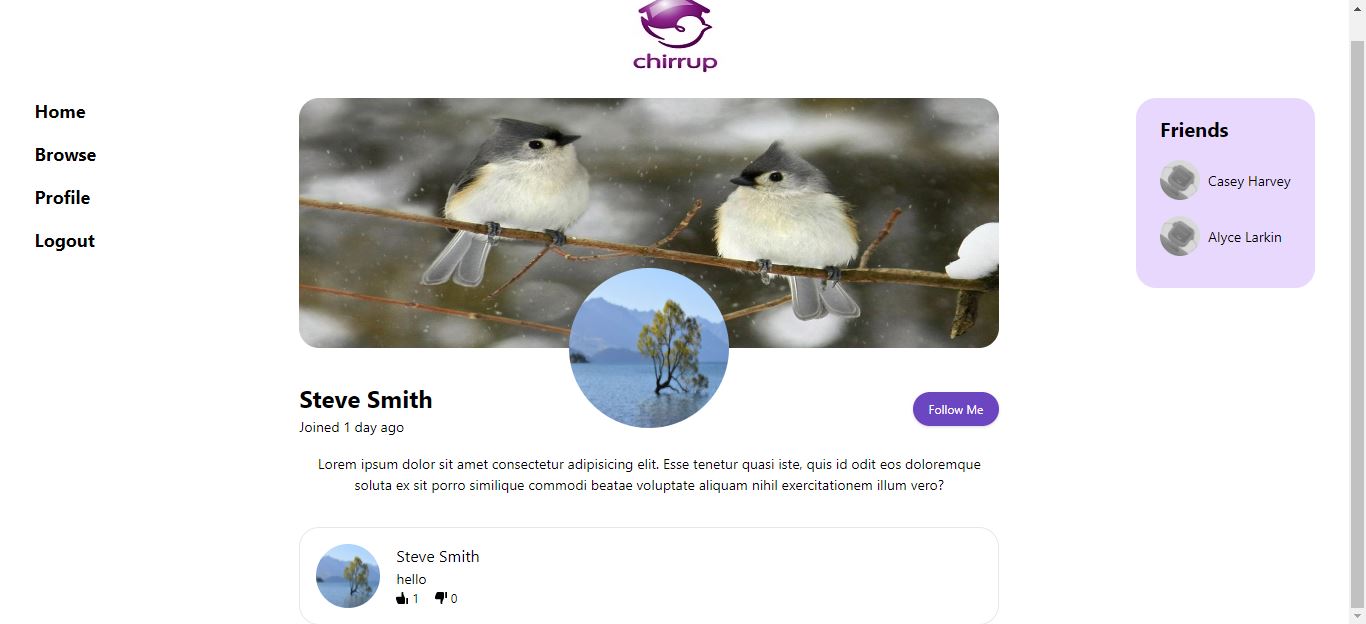 chirrup
Home
Browse
Profile
Logout
Friends
Casey Harvey
Alyce Larkin
Steve Smith
Joined 1 day ago
Follow Me
Lorem ipsum dolor sit amet consectetur adipisicing elit. Esse tenetur quasi iste, quis id odit eos doloremque
soluta ex sit porro similique commodi beatae voluptate aliquam nihil exercitationem illum vero?
Steve Smith
hello
1 0